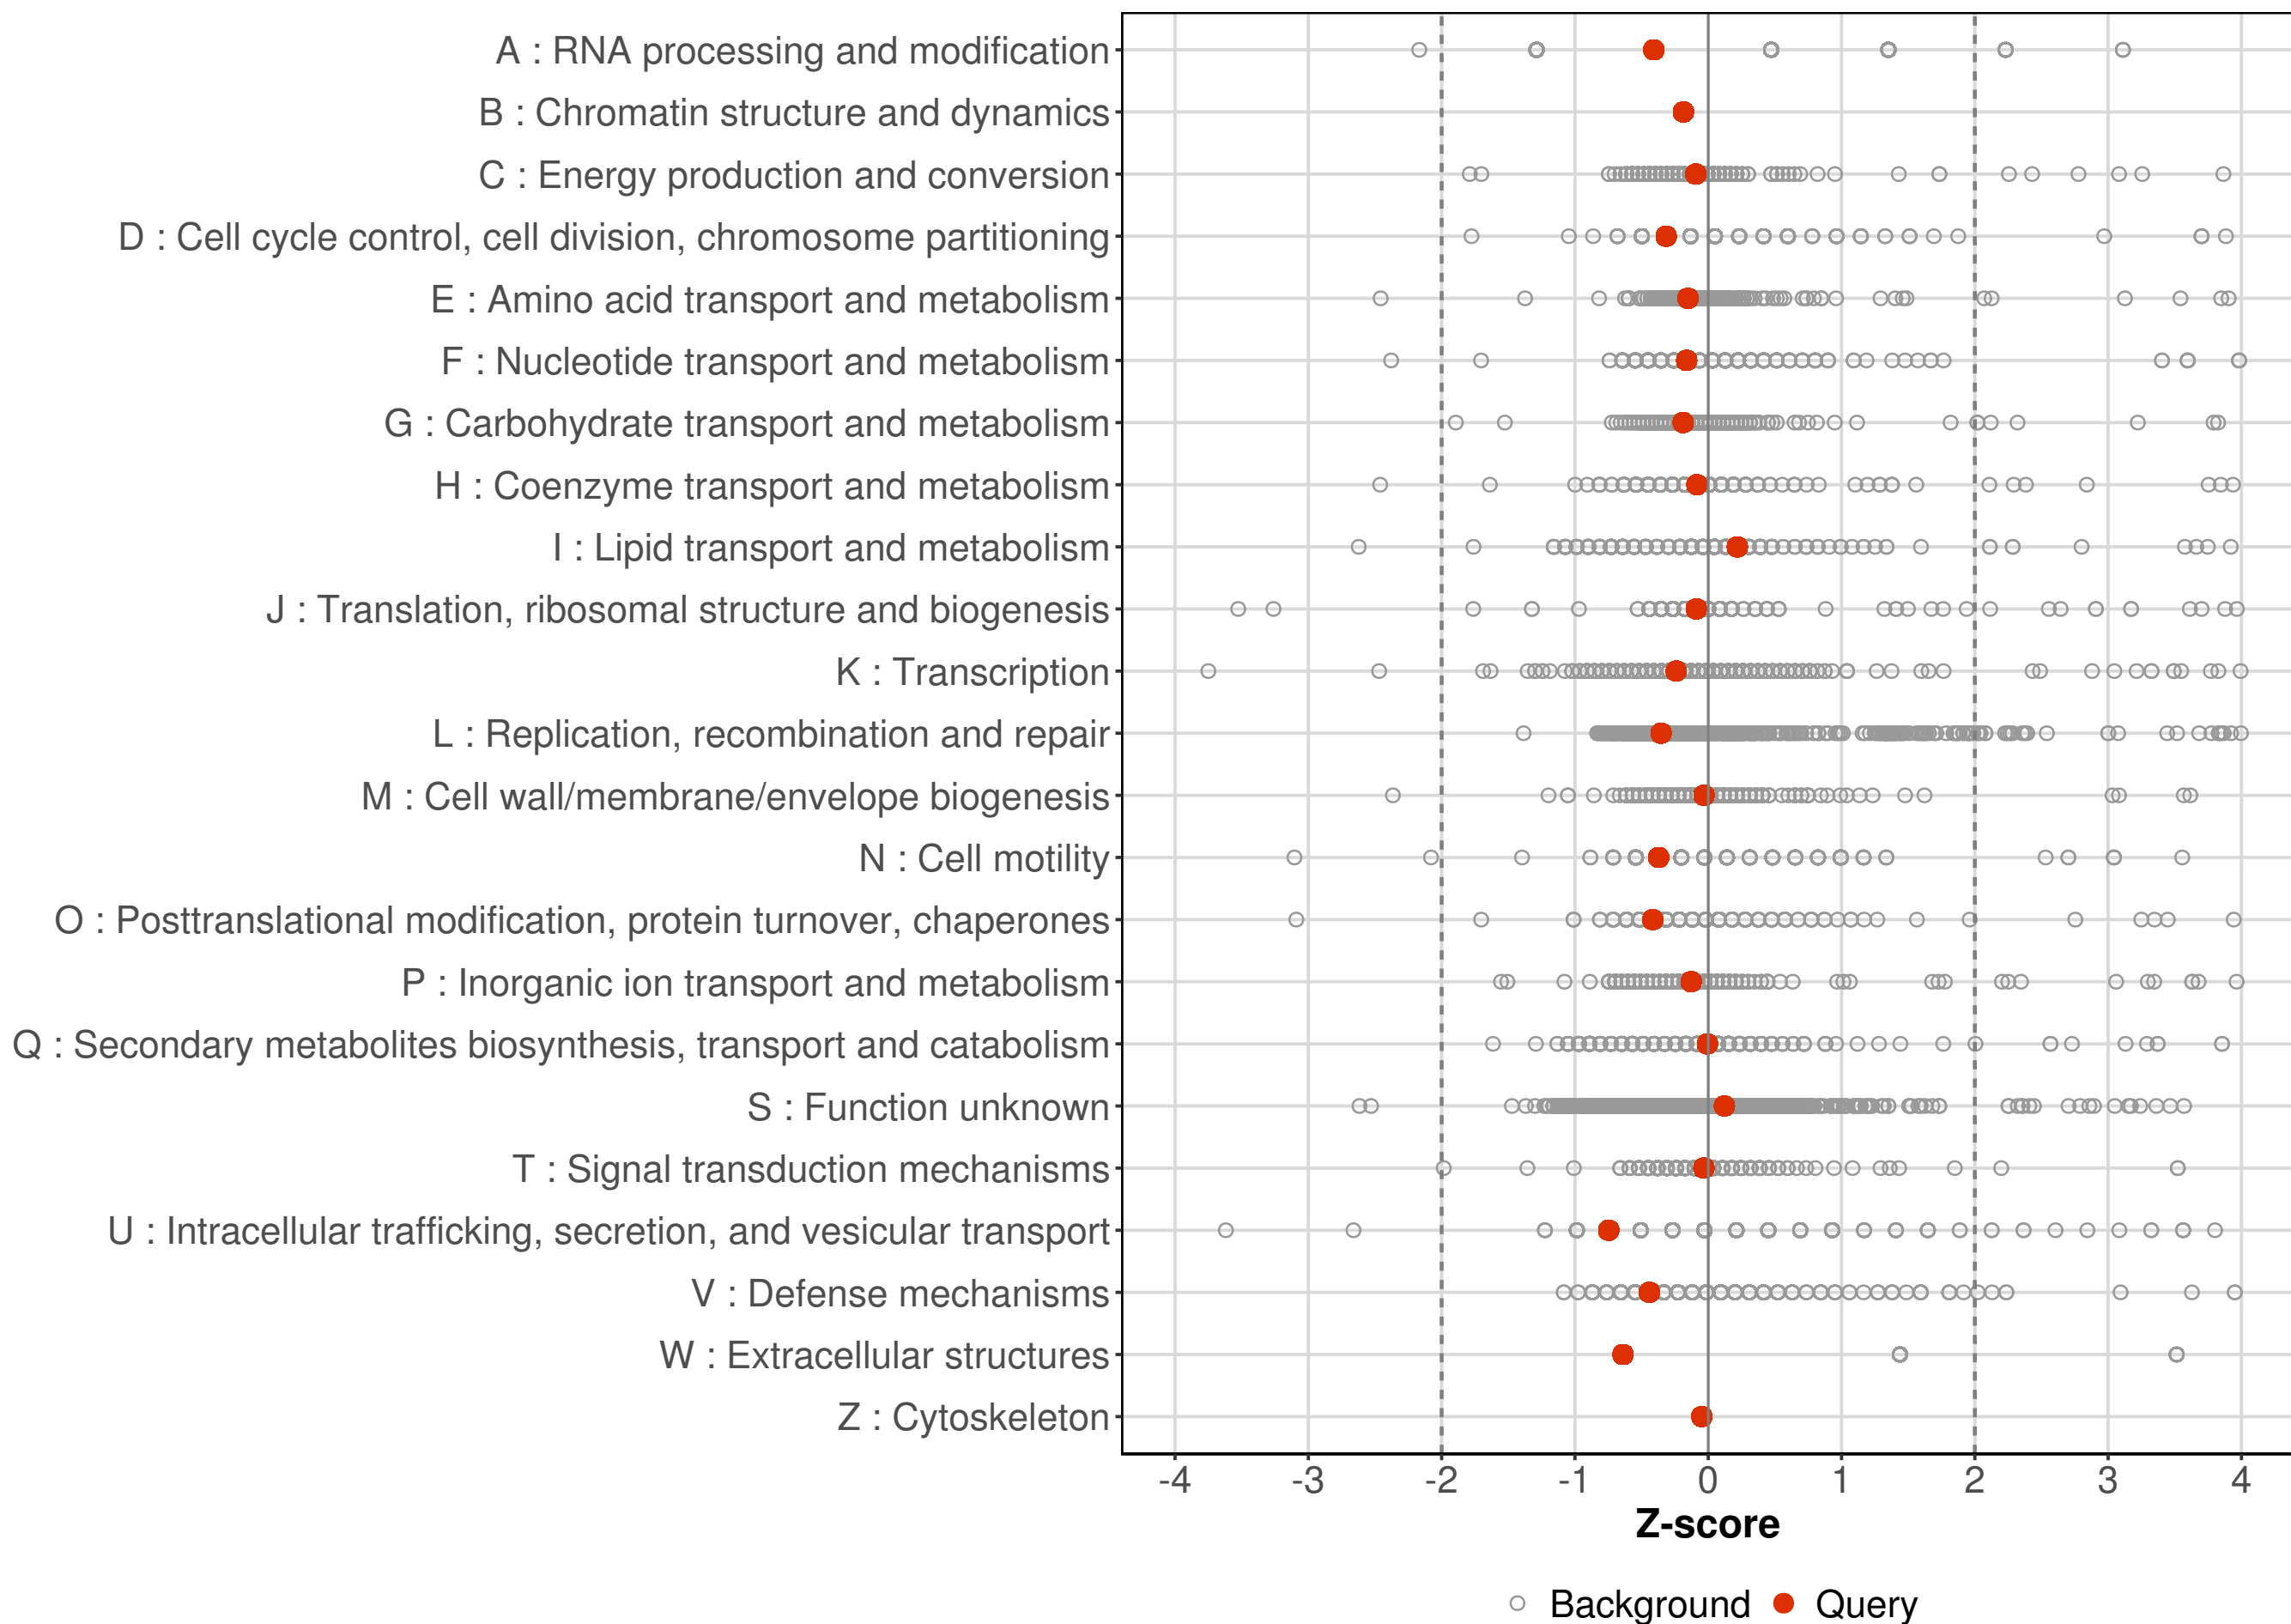 A : RNA processing and modification
B : Chromatin structure and dynamics
C : Energy production and conversion
D : Cell cycle control, cell division, chromosome partitioning
E : Amino acid transport and metabolism
F : Nucleotide transport and metabolism
G : Carbohydrate transport and metabolism
H : Coenzyme transport and metabolism
I : Lipid transport and metabolism
J : Translation, ribosomal structure and biogenesis
K : Transcription
L : Replication, recombination and repair
M : Cell wall/membrane/envelope biogenesis
N : Cell motility
O : Posttranslational modification, protein turnover, chaperones
P : Inorganic ion transport and metabolism
Q : Secondary metabolites biosynthesis, transport and catabolism
S : Function unknown
T : Signal transduction mechanisms
U : Intracellular trafficking, secretion, and vesicular transport
V : Defense mechanisms
W : Extracellular structures
Z : Cytoskeleton
-4 -3 -2 -1 0 1 2 3 4
Z-score
Background Query